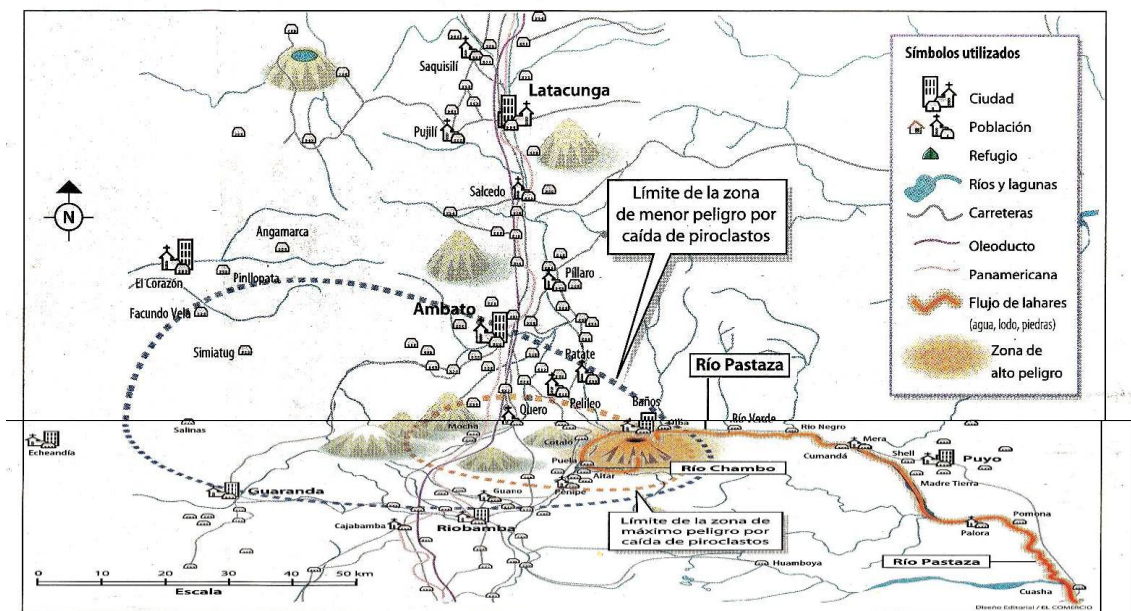 Saquisilí
Latacunga
Pujilí
Salcedo
Símbolos utilizados
Ciudad
Población
Refugio
Ríos y lagunas
Carreteras
Oleoducto
Panamericana
Flujo de lahares
(agua, lodo, piedras)
Zona de
alto peligro
Límite de la zona
de menor peligro por
caída de piroclastos
N
Angamarca
El Corazón
Pinllopata
Facundo Vela
Píllaro
Ambato
Simiatug
Patate
Río Pastaza
Pelileo
Quero
Baños
Ulba
Río Verde
Río Negro
Salinas
Mocha
Cotaló
Echeandía
Mera
Cumandá
Shell
Puyo
Puela
Altar
Río Chambo
Madre Tierra
Guaranda
Guano
Penipe
Cajabamba
Riobamba
Límite de la zona de
máximo peligro por
caída de piroclastos
Pomona
Palora
Humboya
Río Pastaza
0 10 20 30 40 50 km
Escala
Cuasha
Diseño Editorial / EL COMERCIO